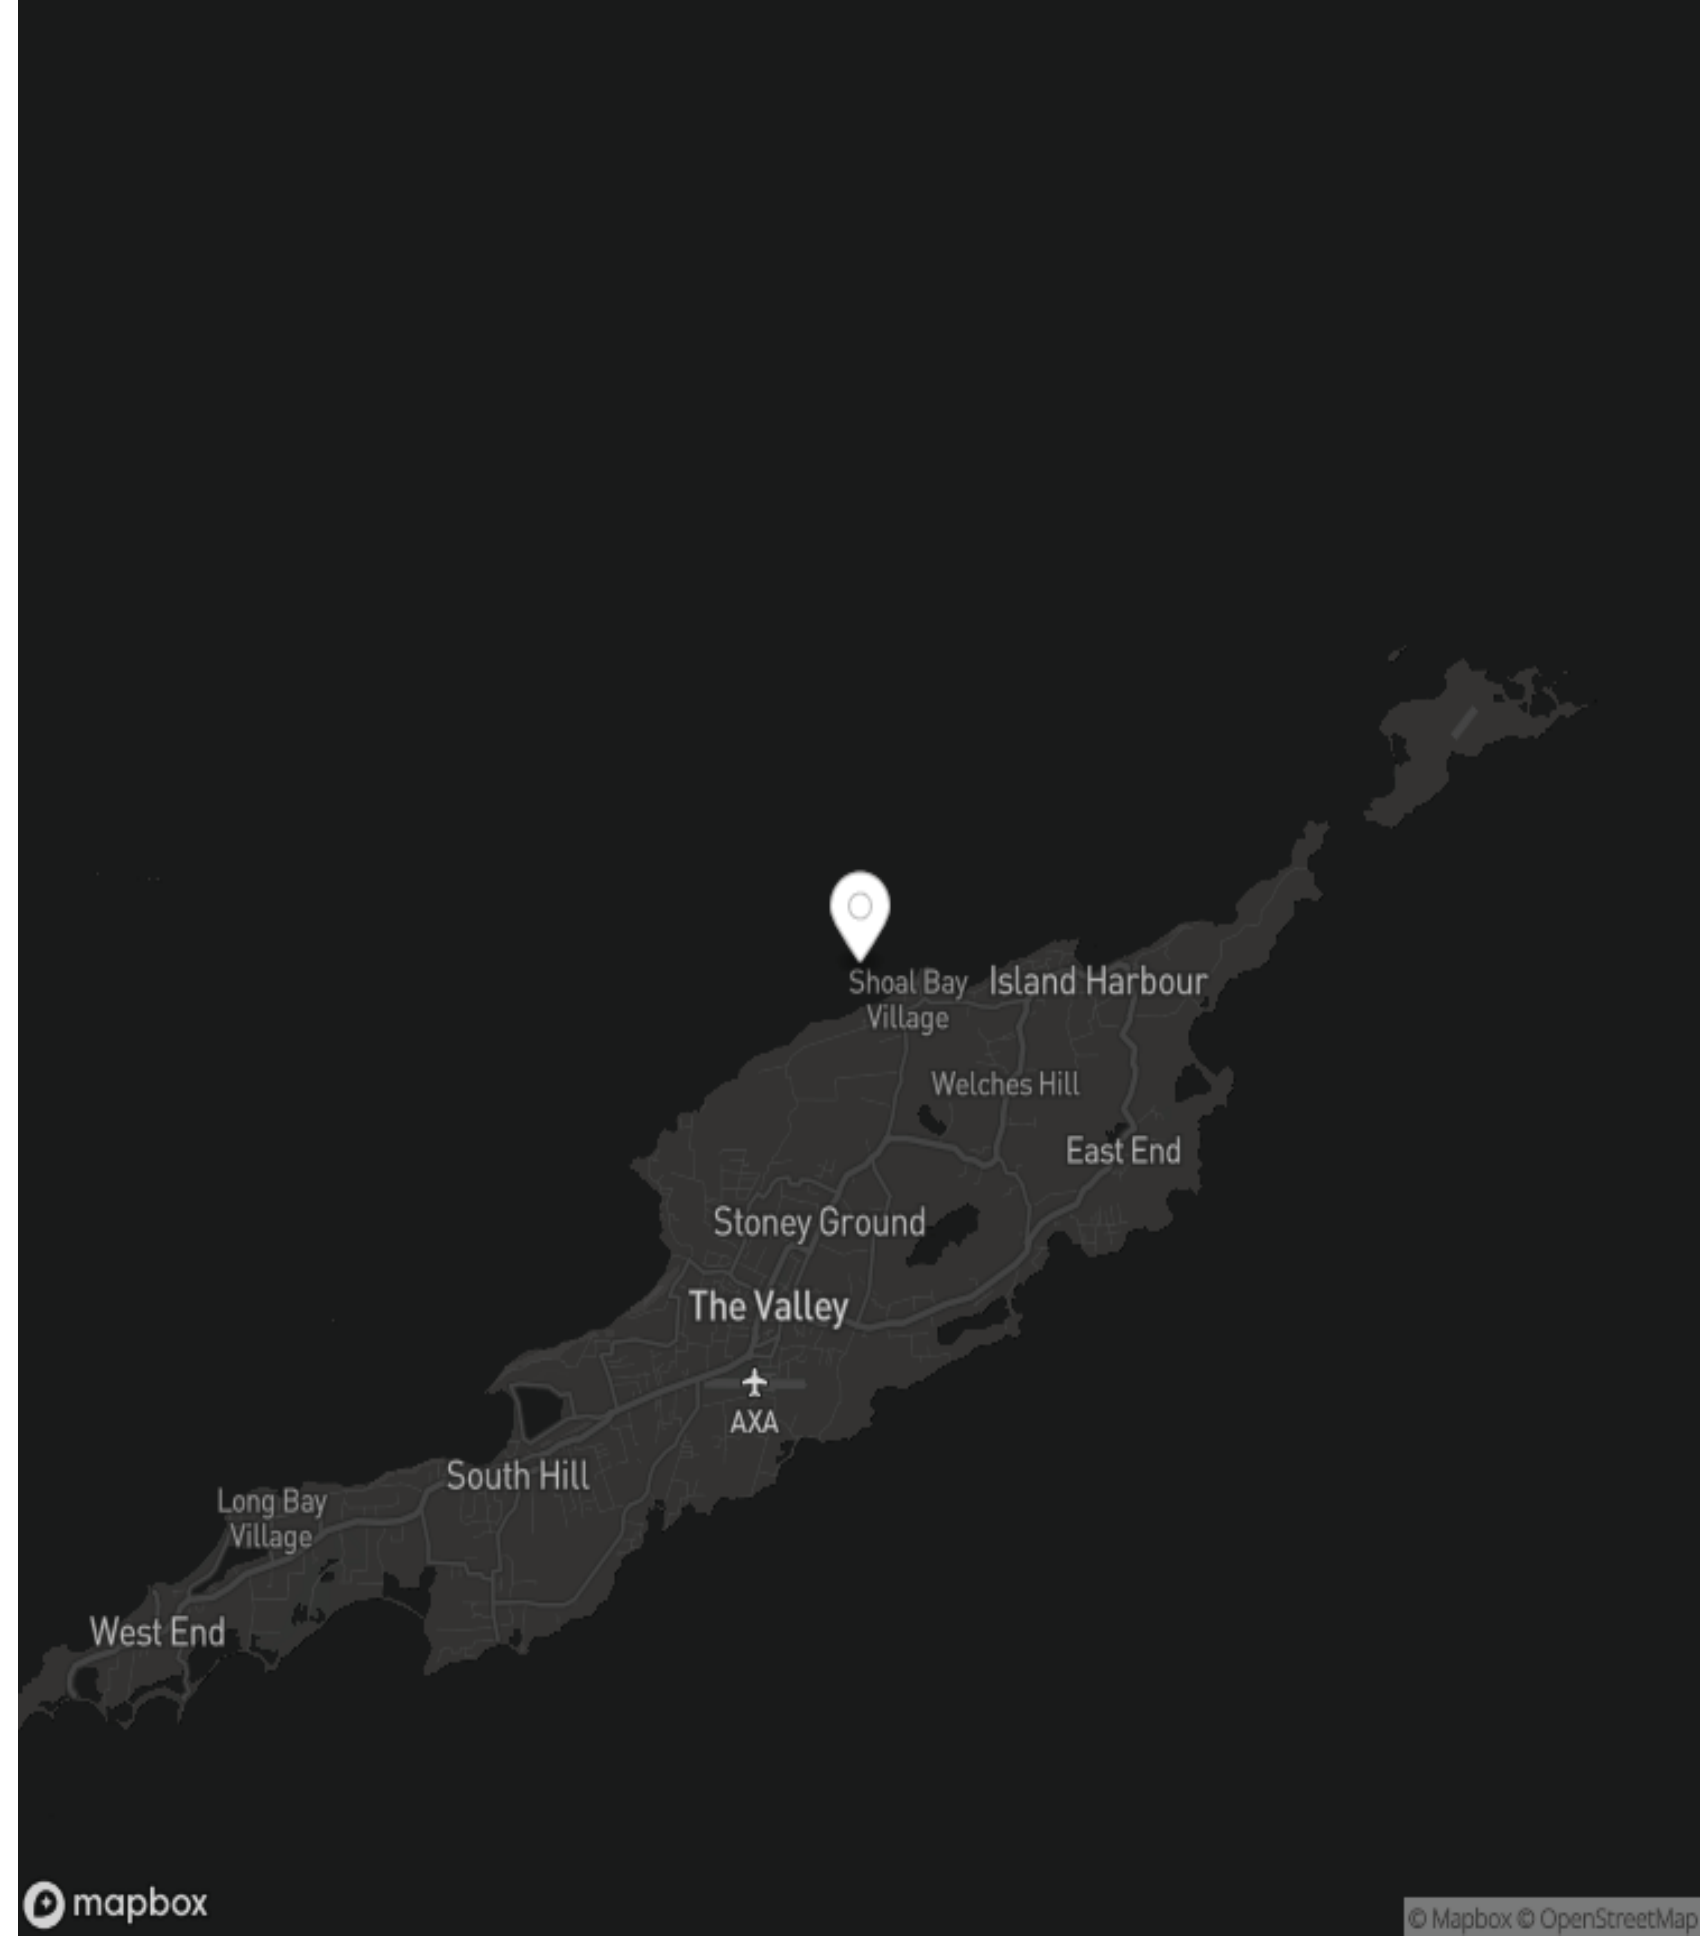 Shoal Bay
Village
Island Harbour
Welches Hill
East End
Stoney Ground
The Valley
AXA
South Hill
Long Bay
Village
West End
mapbox
© Mapbox © OpenStreetMap